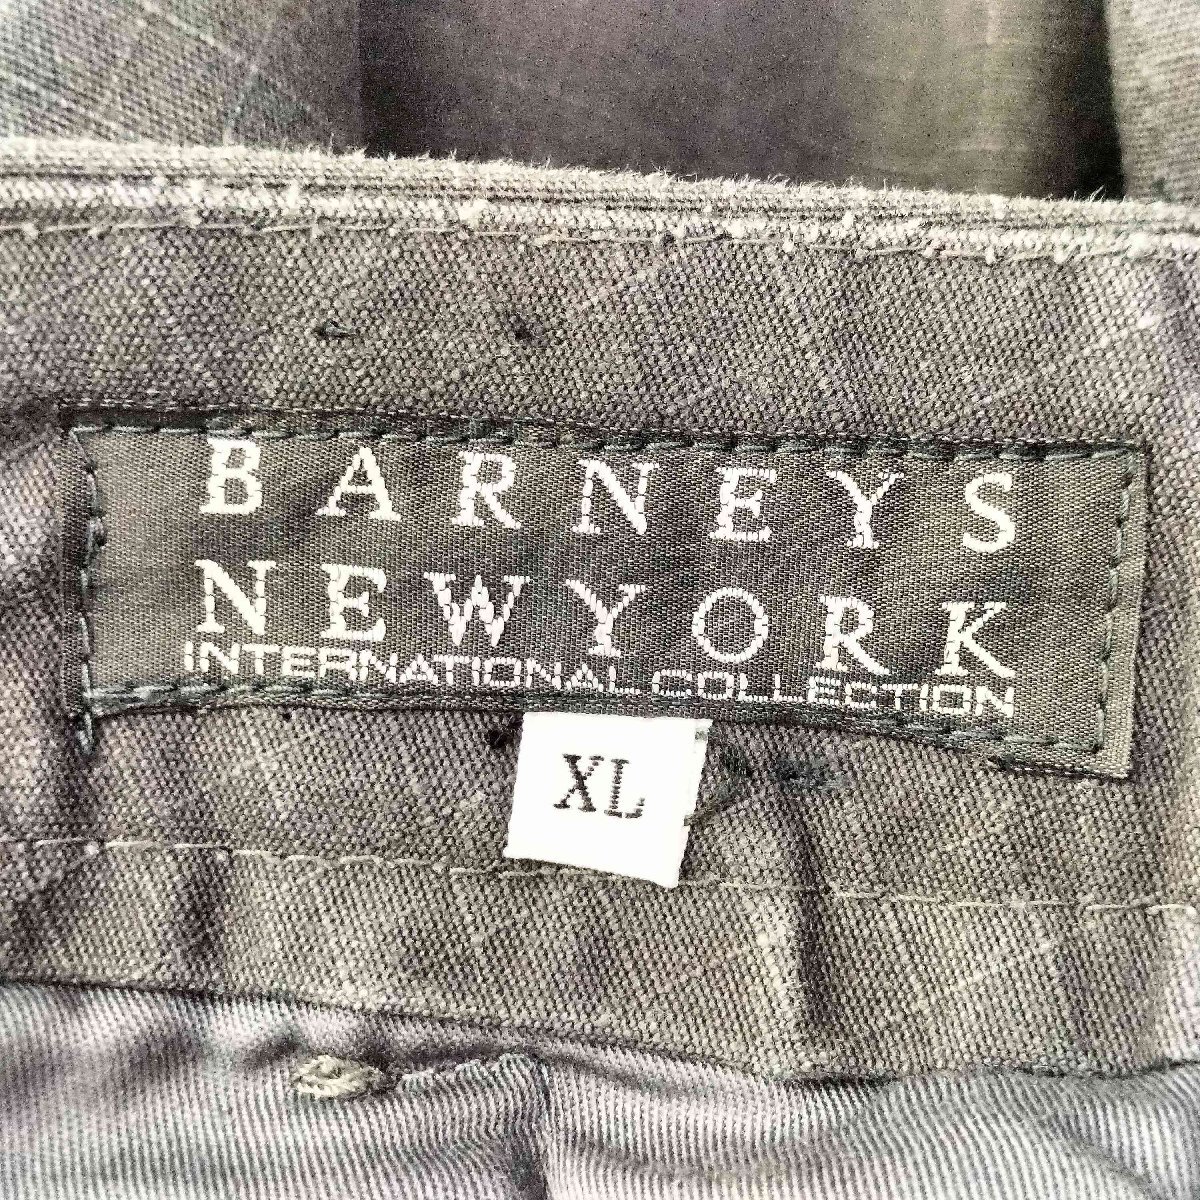 BARNEYS
NEWYORK
INTERNATIONAL COLLECTION
XL